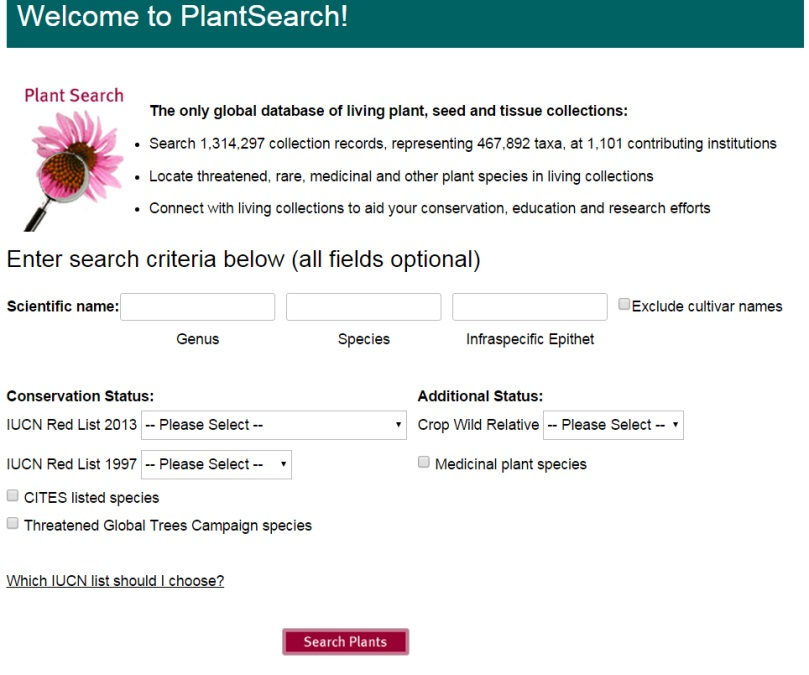 Welcome to PlantSearch!
Plant Search
The only global database of living plant, seed and tissue collections:
• Search 1,314,297 collection records, representing 467,892 taxa, at 1,101 contributing institutions
• Locate threatened, rare, medicinal and other plant species in living collections
• Connect with living collections to aid your conservation, education and research efforts
Enter search criteria below (all fields optional)
Scientific name: Exclude cultivar names
Genus Species Infraspecific Epithet
Conservation Status: Additional Status:
IUCN Red List 2013 -- Please Select -- Crop Wild Relative -- Please Select --
IUCN Red List 1997 -- Please Select -- Medicinal plant species
CITES listed species
Threatened Global Trees Campaign species
Which IUCN list should I choose?
Search Plants